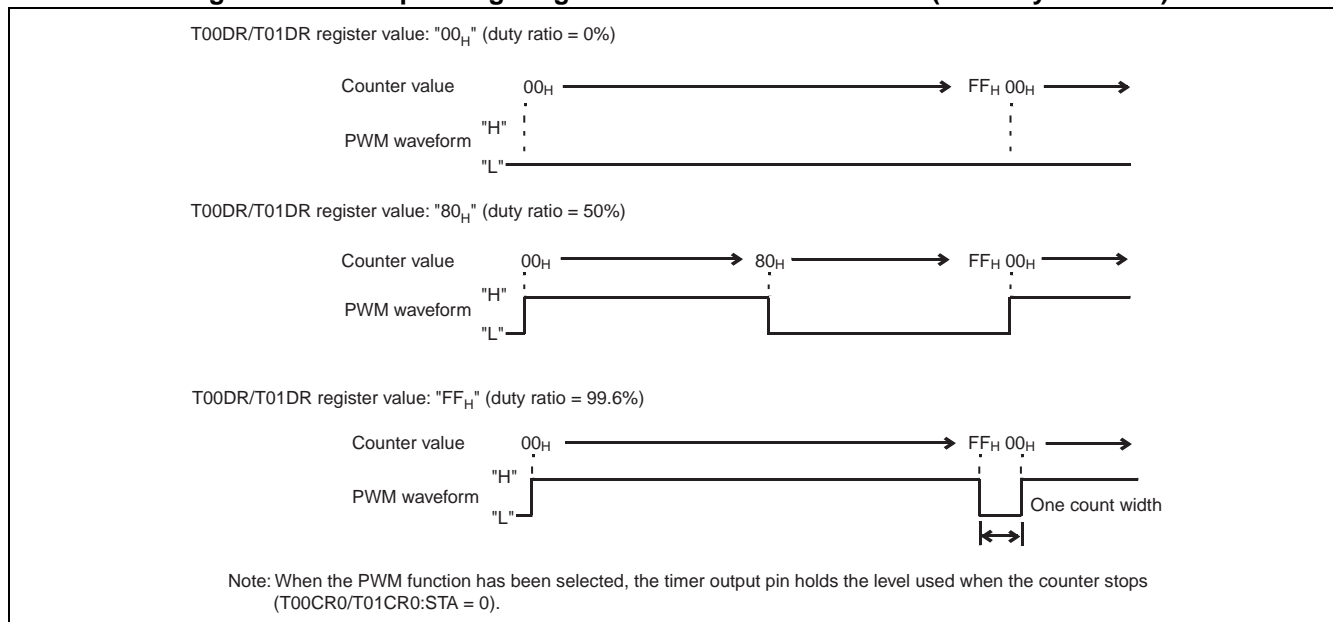 T00DR/T01DR register value: "00H" (duty ratio = 0%)
Counter value 00H FFH 00H
"H"
PWM waveform
"L"
T00DR/T01DR register value: "80H" (duty ratio = 50%)
Counter value 00H 80H FFH 00H
"H"
PWM waveform
"L"
T00DR/T01DR register value: "FFH" (duty ratio = 99.6%)
Counter value 00H FFH 00H
"H"
PWM waveform
"L"
One count width
Note: When the PWM function has been selected, the timer output pin holds the level used when the counter stops
(T00CR0/T01CR0:STA = 0).